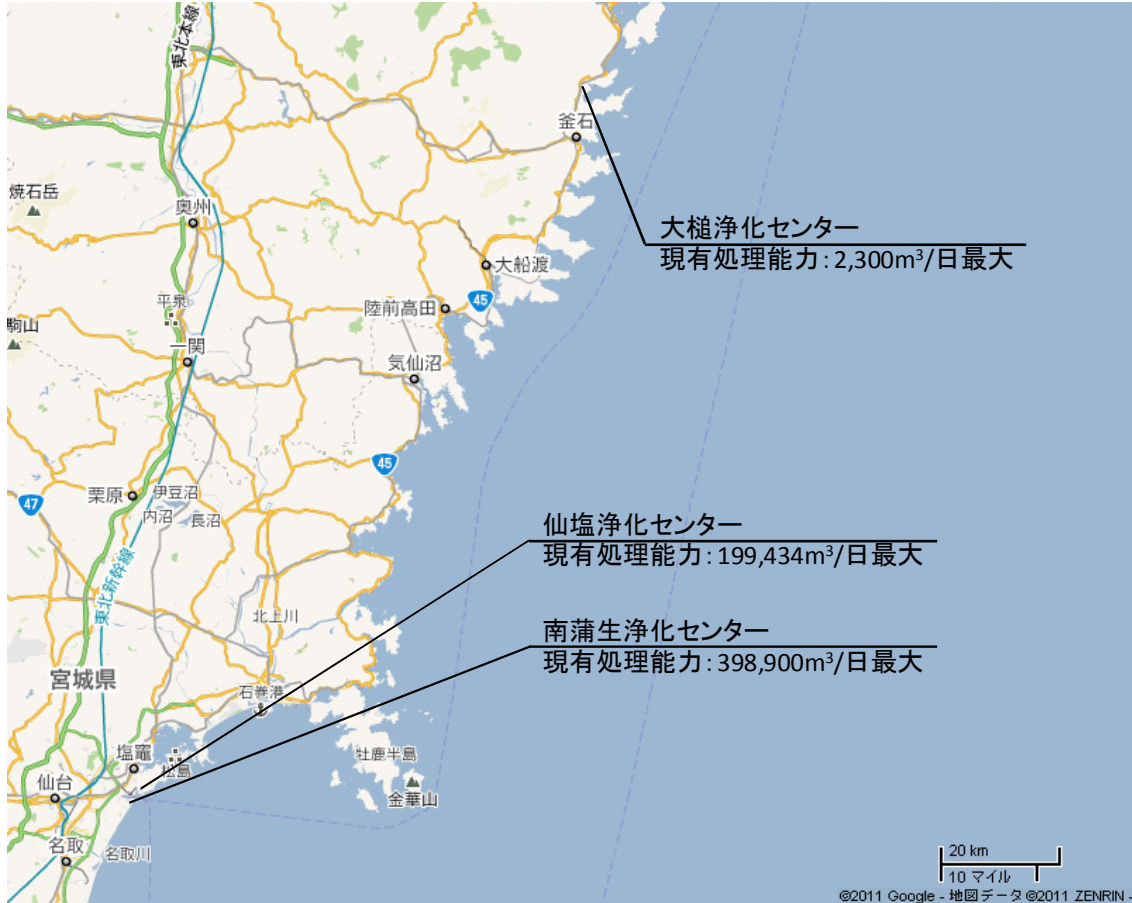 東北本線
釜石
焼石岳
奥州
大槌浄化センター
現有処理能力：2,300m³/日最大
大船渡
45
平泉
陸前高田
駒山
一関
気仙沼
45
47
栗原
伊豆沼
内沼
長沼
仙塩浄化センター
現有処理能力：199,434m³/日最大
東北新幹線
北上川
南蒲生浄化センター
現有処理能力：398,900m³/日最大
宮城県
石巻港
塩竈
松島
牡鹿半島
仙台
金華山
名取
名取川
20 km
10 マイル
©2011 Google - 地図データ ©2011 ZENRIN -